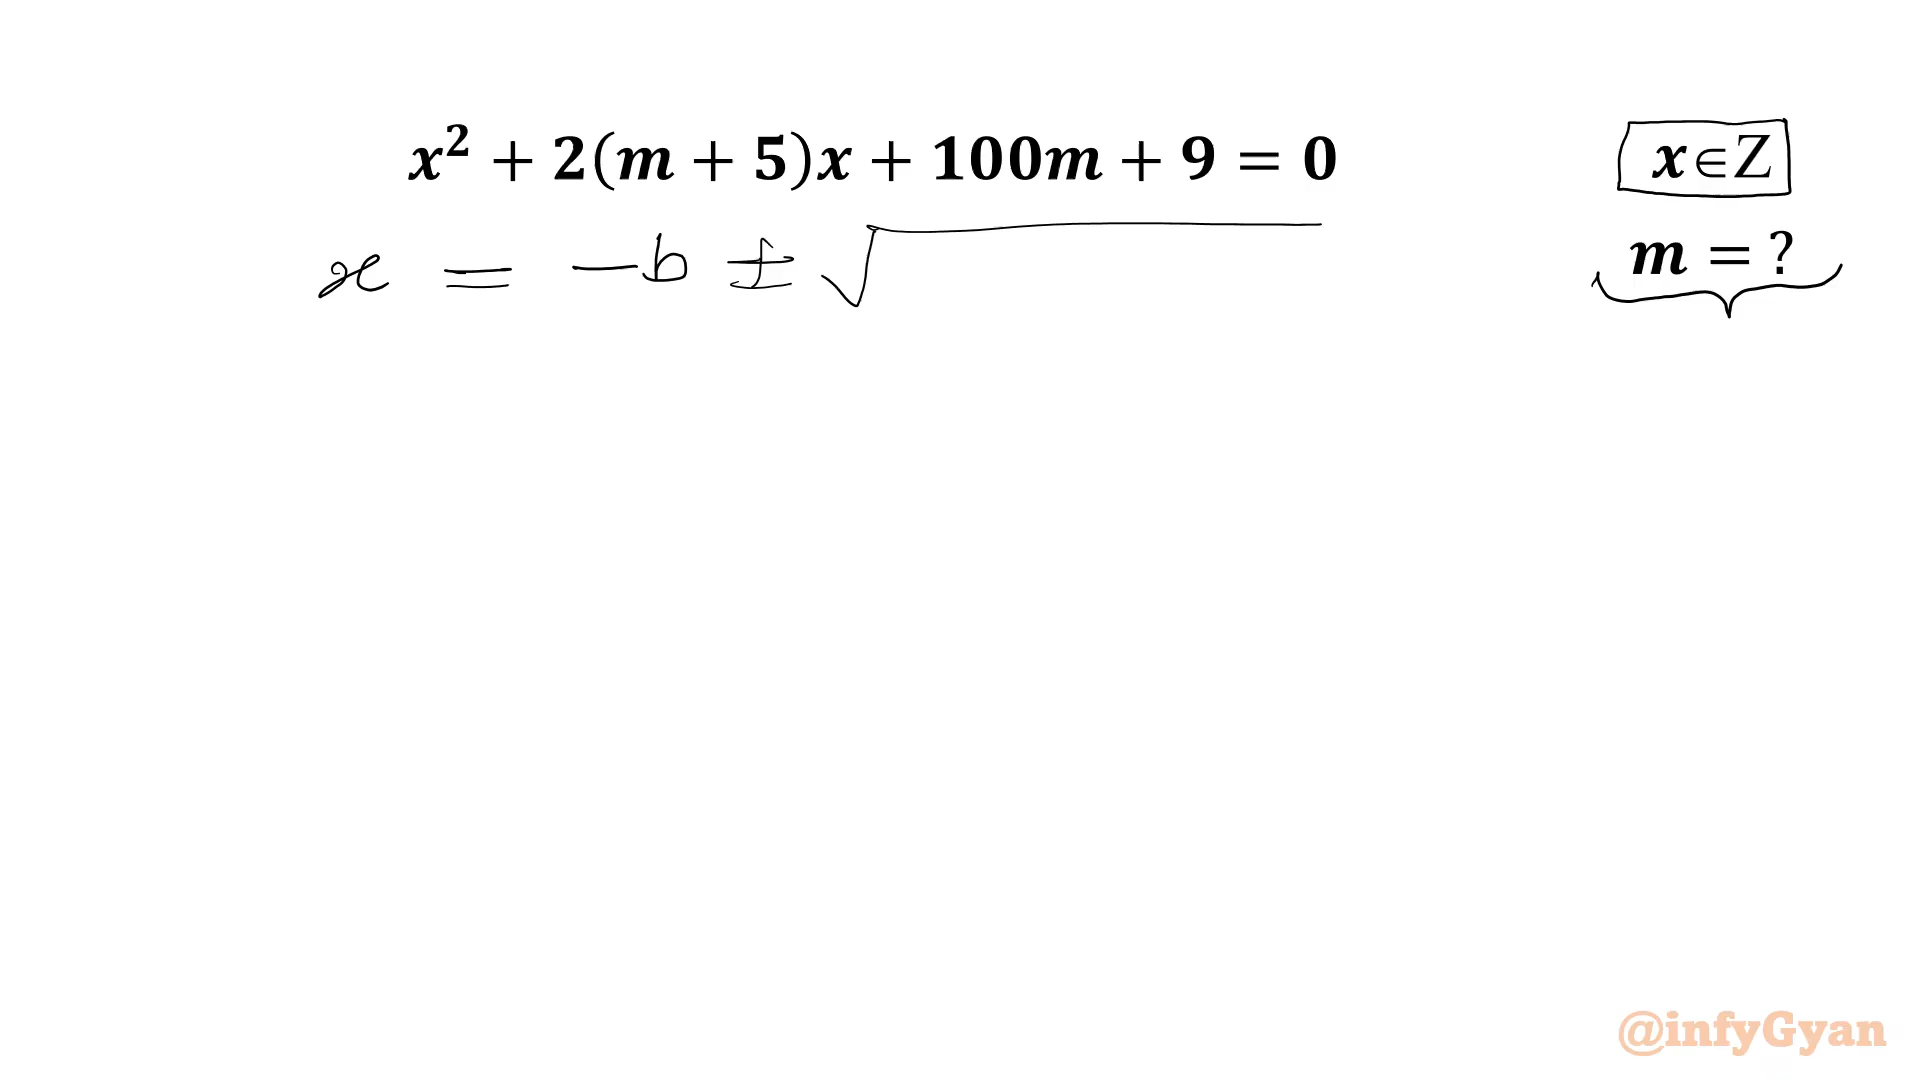 x² + 2(m + 5)x + 100m + 9 = 0
x∈Z
m = ?
x = -b ± √
@infyGyan